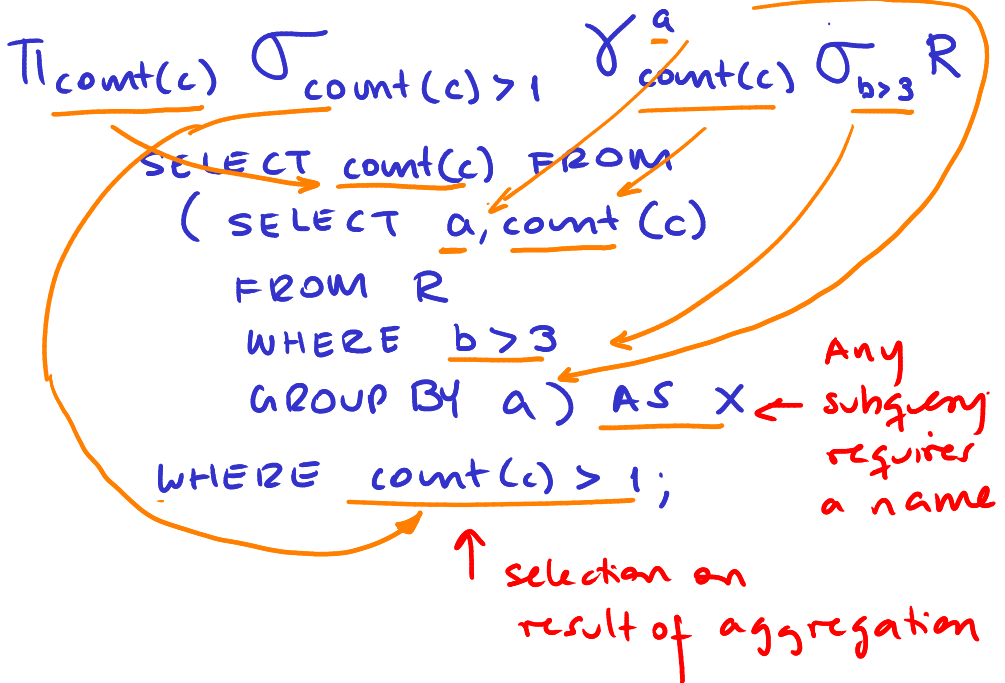 π count(c) σ count(c) > 1 γ a count(c) σ b>3 R
SELECT count(c) FROM
( SELECT a, count (c)
FROM R
WHERE b > 3
GROUP BY a ) AS X
WHERE count(c) > 1 ;
Any
subquery
requires
a name
selection on
result of aggregation